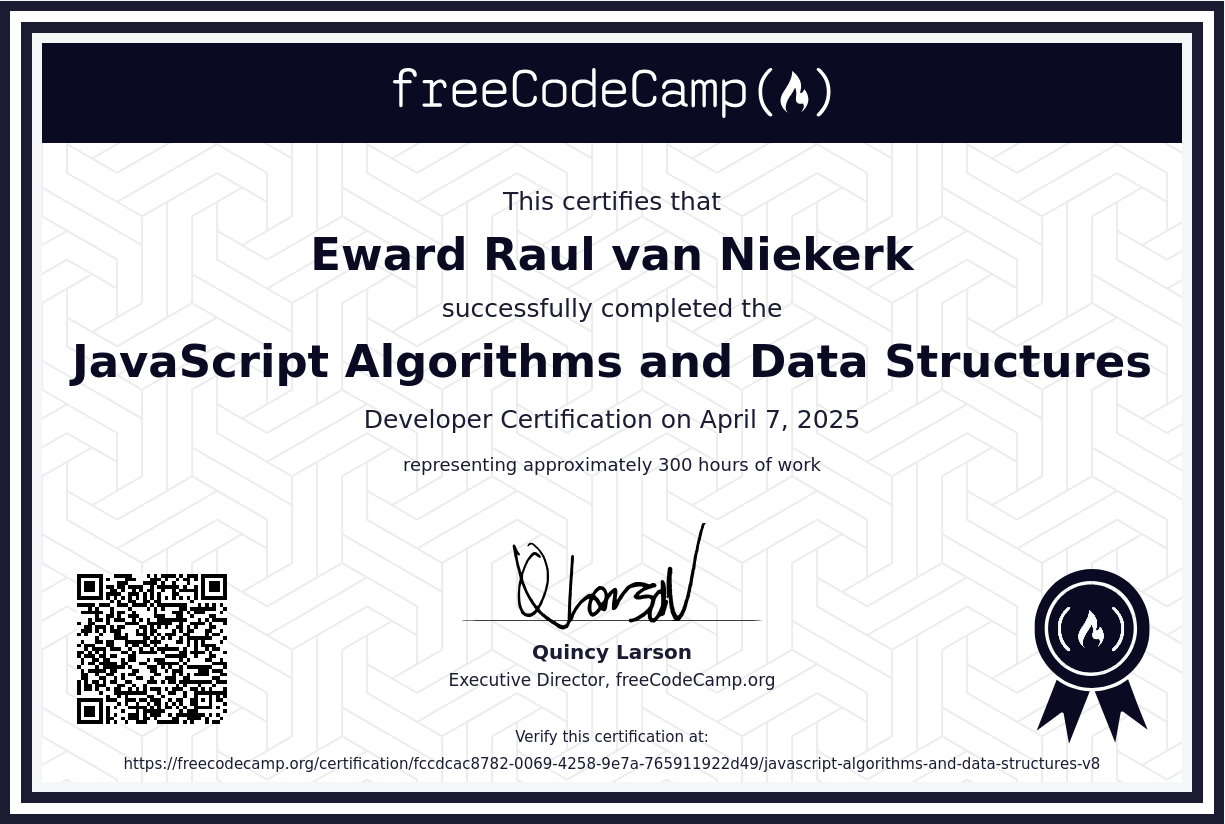 freeCodeCamp(🔥)
This certifies that
Eward Raul van Niekerk
successfully completed the
JavaScript Algorithms and Data Structures
Developer Certification on April 7, 2025
representing approximately 300 hours of work
Q Larson
Quincy Larson
Executive Director, freeCodeCamp.org
Verify this certification at:
https://freecodecamp.org/certification/fccdcac8782-0069-4258-9e7a-765911922d49/javascript-algorithms-and-data-structures-v8